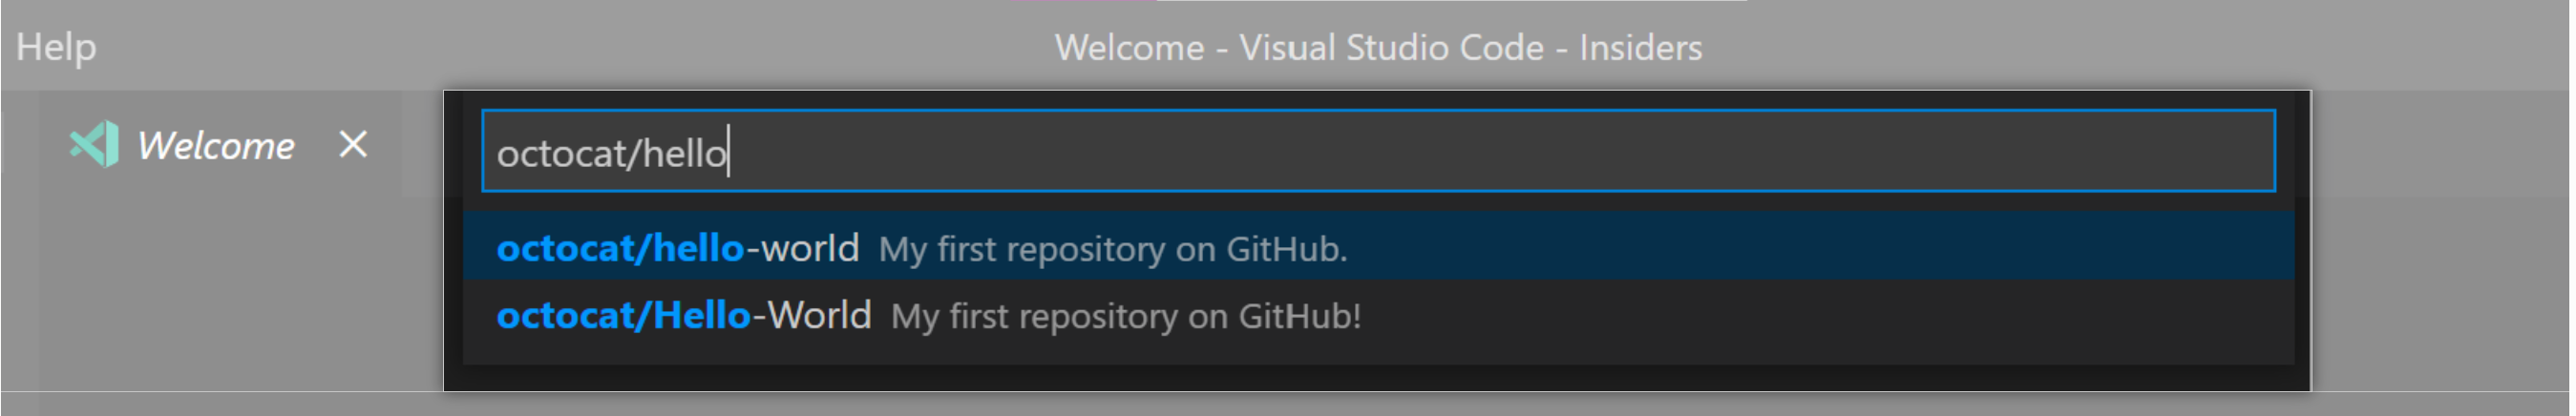 Help
Welcome - Visual Studio Code - Insiders
Welcome
octocat/hello
octocat/hello-world My first repository on GitHub.
octocat/Hello-World My first repository on GitHub!